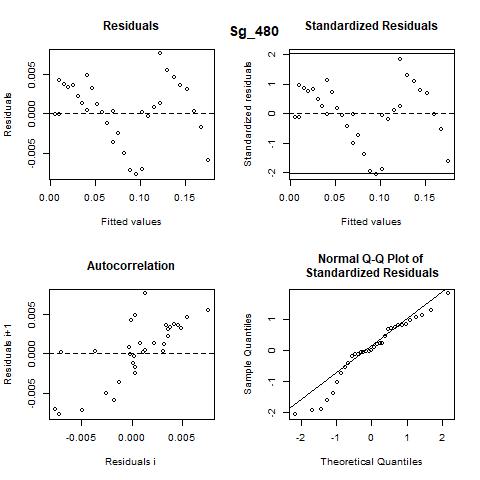 Sg_480
Residuals
Residuals
-0.005 0.000 0.005
0.00 0.05 0.10 0.15
Fitted values
Standardized Residuals
Standardized residuals
-2 -1 0 1 2
0.00 0.05 0.10 0.15
Fitted values
Autocorrelation
Residuals i+1
-0.005 0.000 0.005
-0.005 0.000 0.005
Residuals i
Normal Q-Q Plot of
Standardized Residuals
Sample Quantiles
-2 -1 0 1
-2 -1 0 1 2
Theoretical Quantiles